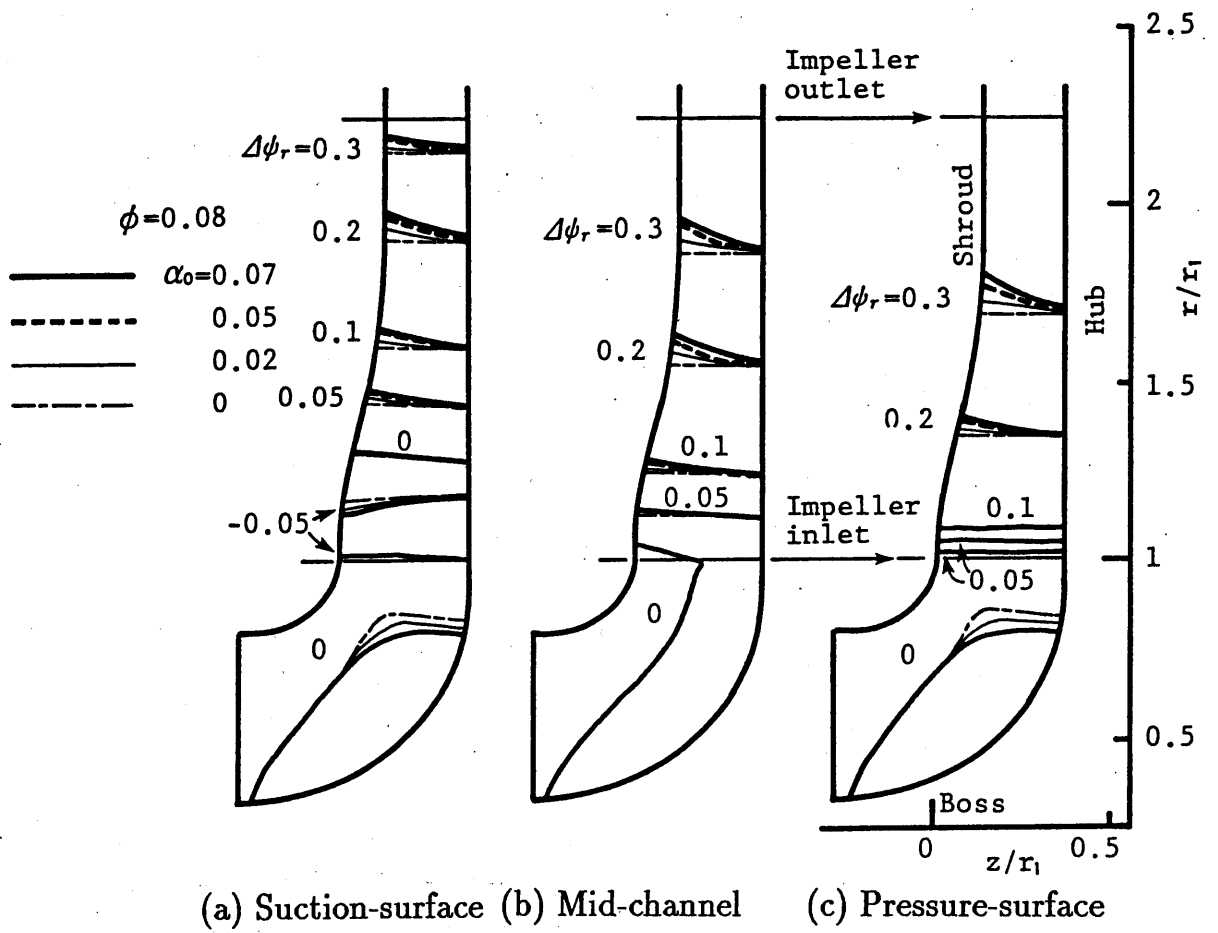 2.5
Impeller
outlet
Δψr=0.3
Shroud
2
ϕ=0.08
0.2
Δψr=0.3
r/r1
α0=0.07
Δψr=0.3
Hub
0.05
0.1
0.2
0.02
1.5
0
0.05
0.2
0
0.1
0.05
0.1
-0.05
Impeller
inlet
1
0.05
0
0
0
0.5
Boss
0
0.5
z/r1
(a) Suction-surface
(b) Mid-channel
(c) Pressure-surface